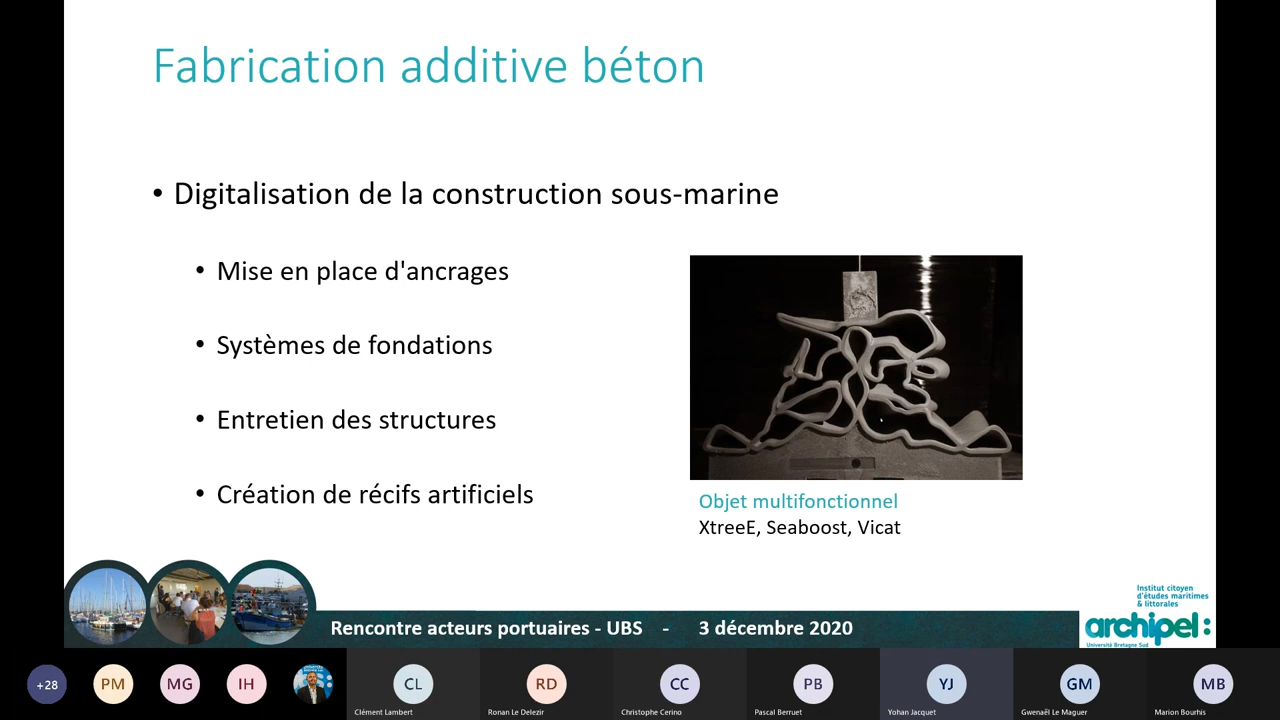 Fabrication additive béton
• Digitalisation de la construction sous-marine
• Mise en place d'ancrages
• Systèmes de fondations
• Entretien des structures
• Création de récifs artificiels
Objet multifonctionnel
XtreeE, Seaboost, Vicat
Institut citoyen
d'études maritimes
& littorales
archipel:
Université Bretagne Sud
Rencontre acteurs portuaires - UBS - 3 décembre 2020
+28
PM
MG
IH
CL
RD
CC
PB
YJ
GM
MB
Clément Lambert
Ronan Le Delezir
Christophe Cerino
Pascal Berruet
Yohan Jacquet
Gwenaël Le Maguer
Marion Bourhis